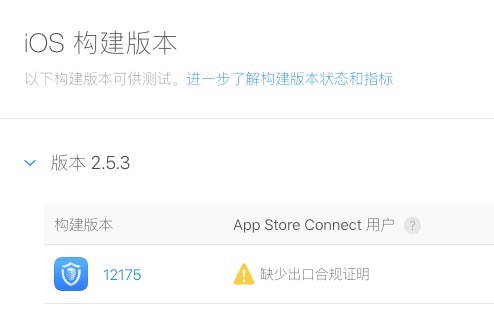 iOS 构建版本
以下构建版本可供测试。进一步了解构建版本状态和指标
版本 2.5.3
构建版本 App Store Connect 用户 ?
12175 缺少出口合规证明